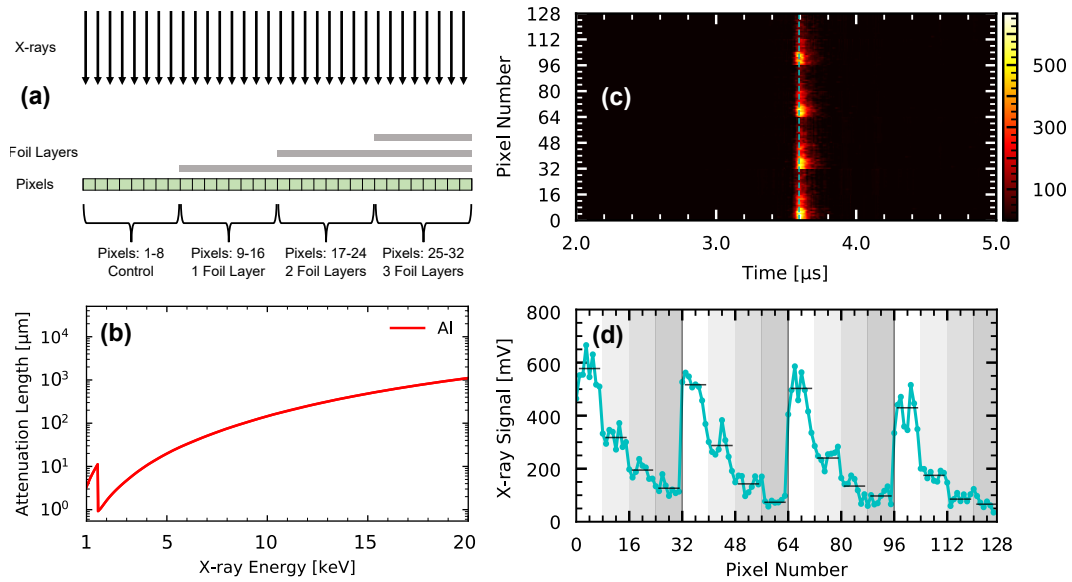 X-rays
(a)
Foil Layers
Pixels
Pixels: 1-8
Control
Pixels: 9-16
1 Foil Layer
Pixels: 17-24
2 Foil Layers
Pixels: 25-32
3 Foil Layers
(c)
Pixel Number
128
112
96
80
64
48
32
16
0
2.0
3.0
4.0
5.0
Time [μs]
500
300
100
(b)
Al
Attenuation Length [μm]
10⁴
10³
10²
10¹
10⁰
1
5
10
15
20
X-ray Energy [keV]
(d)
X-ray Signal [mV]
800
600
400
200
0
0
16
32
48
64
80
96
112
128
Pixel Number